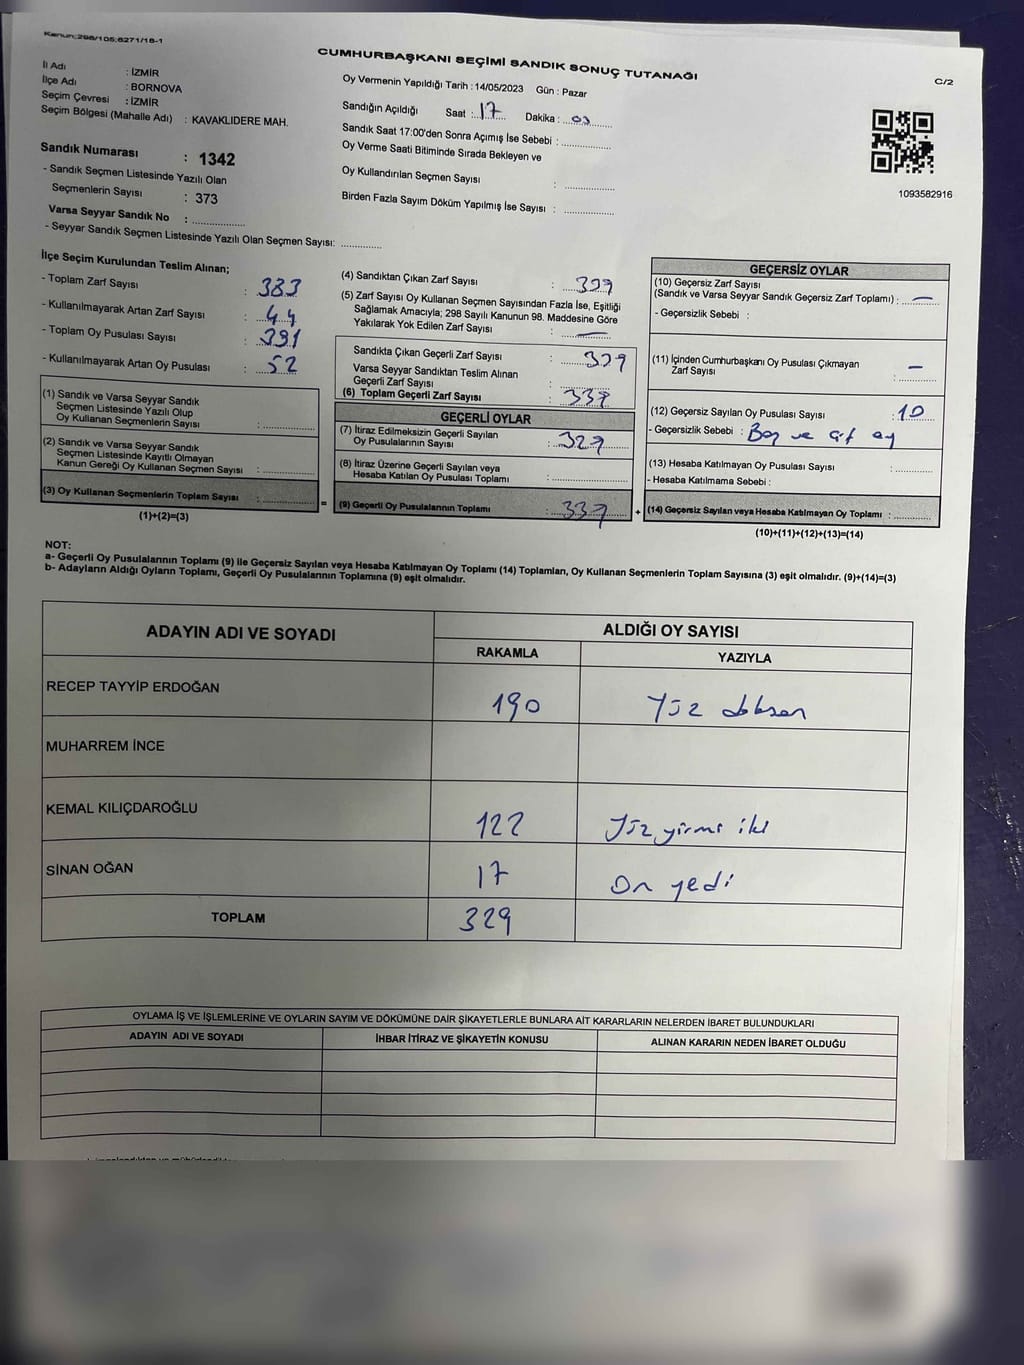 Kanun:298/105;6271/18-1
CUMHURBAŞKANI SEÇİMİ SANDIK SONUÇ TUTANAĞI
C/2
İl Adı : İZMİR
İlçe Adı : BORNOVA
Seçim Çevresi : İZMİR
Seçim Bölgesi (Mahalle Adı) : KAVAKLIDERE MAH.
Oy Vermenin Yapıldığı Tarih : 14/05/2023 Gün : Pazar
Sandığın Açıldığı Saat : 17 Dakika :
Sandık Saat 17:00'den Sonra Açımış İse Sebebi :
Oy Verme Saati Bitiminde Sırada Bekleyen ve
Oy Kullandırılan Seçmen Sayısı :
Birden Fazla Sayım Döküm Yapılmış İse Sayısı :
1093582916
Sandık Numarası : 1342
- Sandık Seçmen Listesinde Yazılı Olan
Seçmenlerin Sayısı : 373
Varsa Seyyar Sandık No :
- Seyyar Sandık Seçmen Listesinde Yazılı Olan Seçmen Sayısı:
İlçe Seçim Kurulundan Teslim Alınan;
- Toplam Zarf Sayısı : 383
- Kullanılmayarak Artan Zarf Sayısı : 44
- Toplam Oy Pusulası Sayısı : 391
- Kullanılmayarak Artan Oy Pusulası : 52
(1) Sandık ve Varsa Seyyar Sandık
Seçmen Listesinde Yazılı Olup
Oy Kullanan Seçmenlerin Sayısı :
(2) Sandık ve Varsa Seyyar Sandık
Seçmen Listesinde Kayıtlı Olmayan
Kanun Gereği Oy Kullanan Seçmen Sayısı :
(3) Oy Kullanan Seçmenlerin Toplam Sayısı :
(1)+(2)=(3)
(4) Sandıktan Çıkan Zarf Sayısı : 339
(5) Zarf Sayısı Oy Kullanan Seçmen Sayısından Fazla İse, Eşitliği
Sağlamak Amacıyla; 298 Sayılı Kanunun 98. Maddesine Göre
Yakılarak Yok Edilen Zarf Sayısı : —
Sandıkta Çıkan Geçerli Zarf Sayısı : 339
Varsa Seyyar Sandıktan Teslim Alınan
Geçerli Zarf Sayısı :
(6) Toplam Geçerli Zarf Sayısı : 339
=
GEÇERLİ OYLAR
(7) İtiraz Edilmeksizin Geçerli Sayılan
Oy Pusulalarının Sayısı : 329
(8) İtiraz Üzerine Geçerli Sayılan veya
Hesaba Katılan Oy Pusulası Toplamı :
(9) Geçerli Oy Pusulalarının Toplamı : 339
+
GEÇERSİZ OYLAR
(10) Geçersiz Zarf Sayısı
(Sandık ve Varsa Seyyar Sandık Geçersiz Zarf Toplamı) : —
- Geçersizlik Sebebi :
(11) İçinden Cumhurbaşkanı Oy Pusulası Çıkmayan
Zarf Sayısı : —
(12) Geçersiz Sayılan Oy Pusulası Sayısı : 10
- Geçersizlik Sebebi : Boş ve çift oy
(13) Hesaba Katılmayan Oy Pusulası Sayısı :
- Hesaba Katılmama Sebebi :
(14) Geçersiz Sayılan veya Hesaba Katılmayan Oy Toplamı :
(10)+(11)+(12)+(13)=(14)
NOT:
a- Geçerli Oy Pusulalarının Toplamı (9) ile Geçersiz Sayılan veya Hesaba Katılmayan Oy Toplamı (14) Toplamları, Oy Kullanan Seçmenlerin Toplam Sayısına (3) eşit olmalıdır. (9)+(14)=(3)
b- Adayların Aldığı Oyların Toplamı, Geçerli Oy Pusulalarının Toplamına (9) eşit olmalıdır.
ADAYIN ADI VE SOYADI
ALDIĞI OY SAYISI
RAKAMLA YAZIYLA
RECEP TAYYİP ERDOĞAN 190 Yüz doksan
MUHARREM İNCE
KEMAL KILIÇDAROĞLU 122 Yüz yirmi iki
SİNAN OĞAN 17 On yedi
TOPLAM 329
OYLAMA İŞ VE İŞLEMLERİNE VE OYLARIN SAYIM VE DÖKÜMÜNE DAİR ŞİKAYETLERLE BUNLARA AİT KARARLARIN NELERDEN İBARET BULUNDUKLARI
ADAYIN ADI VE SOYADI İHBAR İTİRAZ VE ŞİKAYETİN KONUSU ALINAN KARARIN NEDEN İBARET OLDUĞU